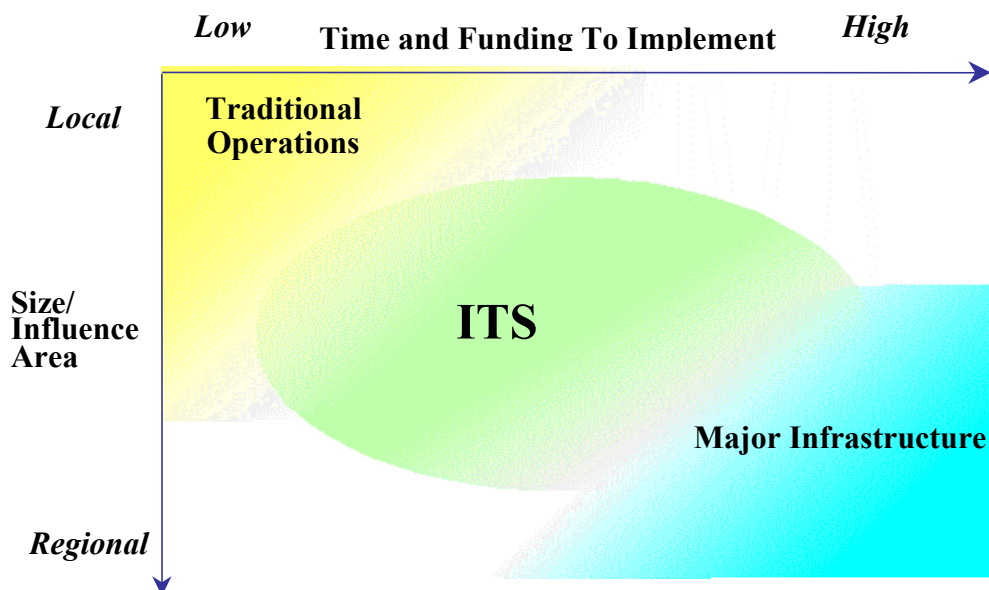 Low
Time and Funding To Implement
High
Local
Traditional
Operations
Size/
Influence
Area
ITS
Major Infrastructure
Regional